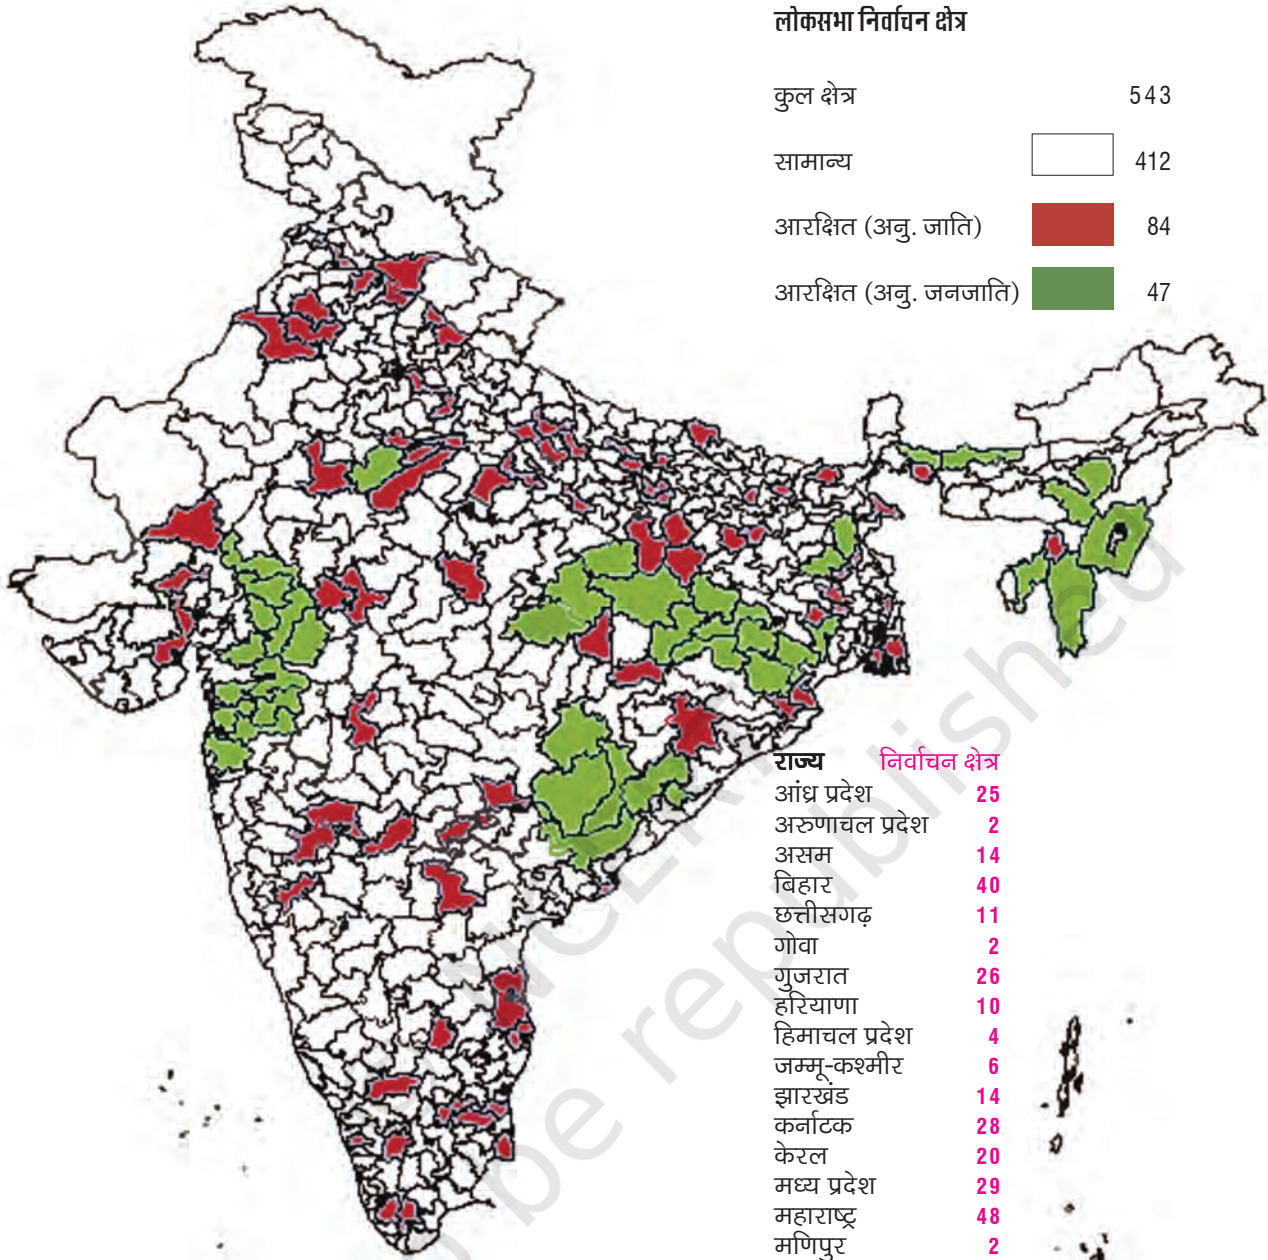 लोकसभा निर्वाचन क्षेत्र
कुल क्षेत्र 543
सामान्य 412
आरक्षित (अनु. जाति) 84
आरक्षित (अनु. जनजाति) 47
राज्य निर्वाचन क्षेत्र
आंध्र प्रदेश 25
अरुणाचल प्रदेश 2
असम 14
बिहार 40
छत्तीसगढ़ 11
गोवा 2
गुजरात 26
हरियाणा 10
हिमाचल प्रदेश 4
जम्मू-कश्मीर 6
झारखंड 14
कर्नाटक 28
केरल 20
मध्य प्रदेश 29
महाराष्ट्र 48
मणिपुर 2
be republished